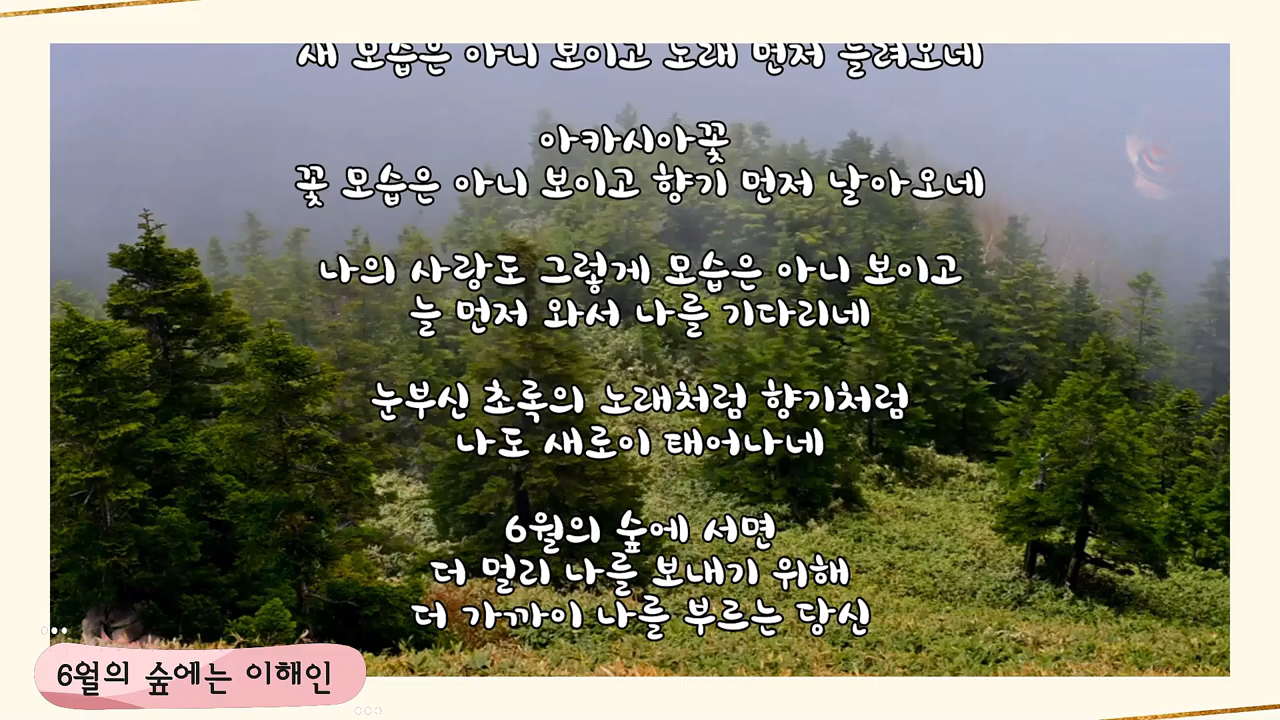 새 모습은 아니 보이고 노래 먼저 들려오네
아카시아꽃
꽃 모습은 아니 보이고 향기 먼저 날아오네
나의 사랑도 그렇게 모습은 아니 보이고
늘 먼저 와서 나를 기다리네
눈부신 초록의 노래처럼 향기처럼
나도 새로이 태어나네
6월의 숲에 서면
더 멀리 나를 보내기 위해
더 가까이 나를 부르는 당신
6월의 숲에는 이해인